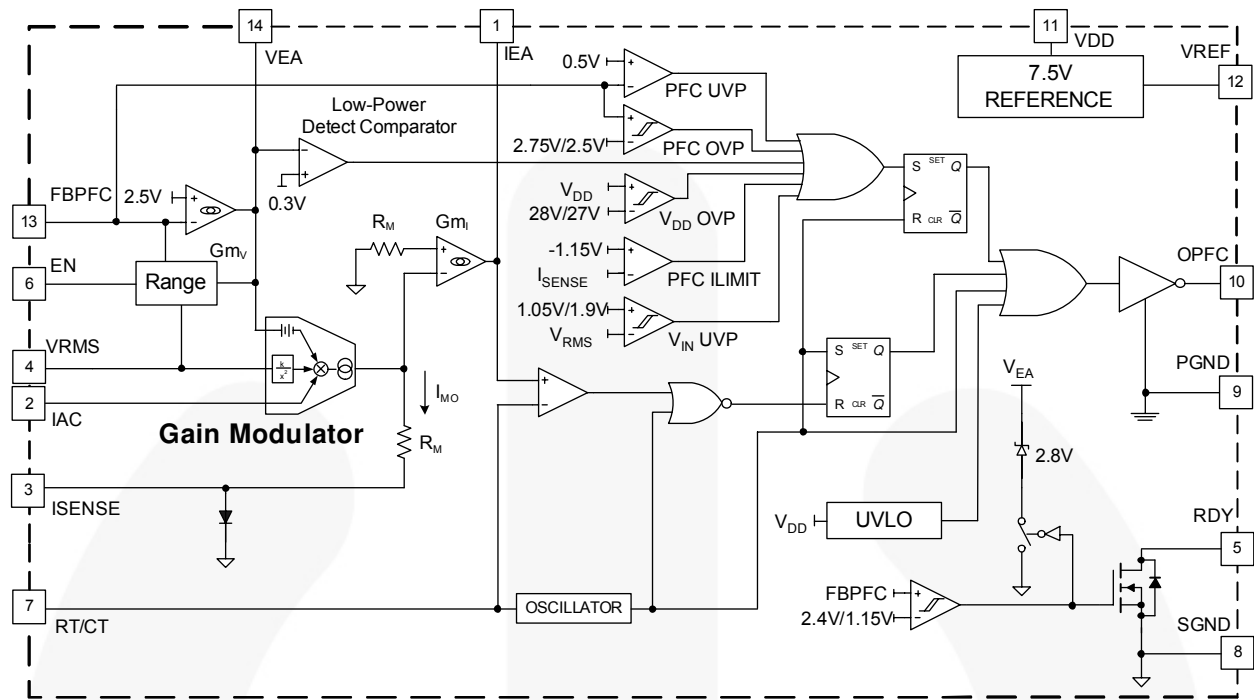 14
VEA
1
IEA
11
VDD
7.5V
REFERENCE
VREF
12
0.5V
PFC UVP
Low-Power
Detect Comparator
2.75V/2.5V
PFC OVP
0.3V
VDD
28V/27V
VDD OVP
S SET Q
R CLR Q
FBPFC
13
2.5V
GmV
RM
GmI
-1.15V
ISENSE
PFC ILIMIT
EN
6
Range
OPFC
10
1.05V/1.9V
VRMS
VIN UVP
VRMS
4
k
x²
IMO
S SET Q
R CLR Q
VEA
PGND
9
2
IAC
Gain Modulator
RM
2.8V
3
ISENSE
VDD
UVLO
RDY
5
7
RT/CT
OSCILLATOR
FBPFC
2.4V/1.15V
SGND
8